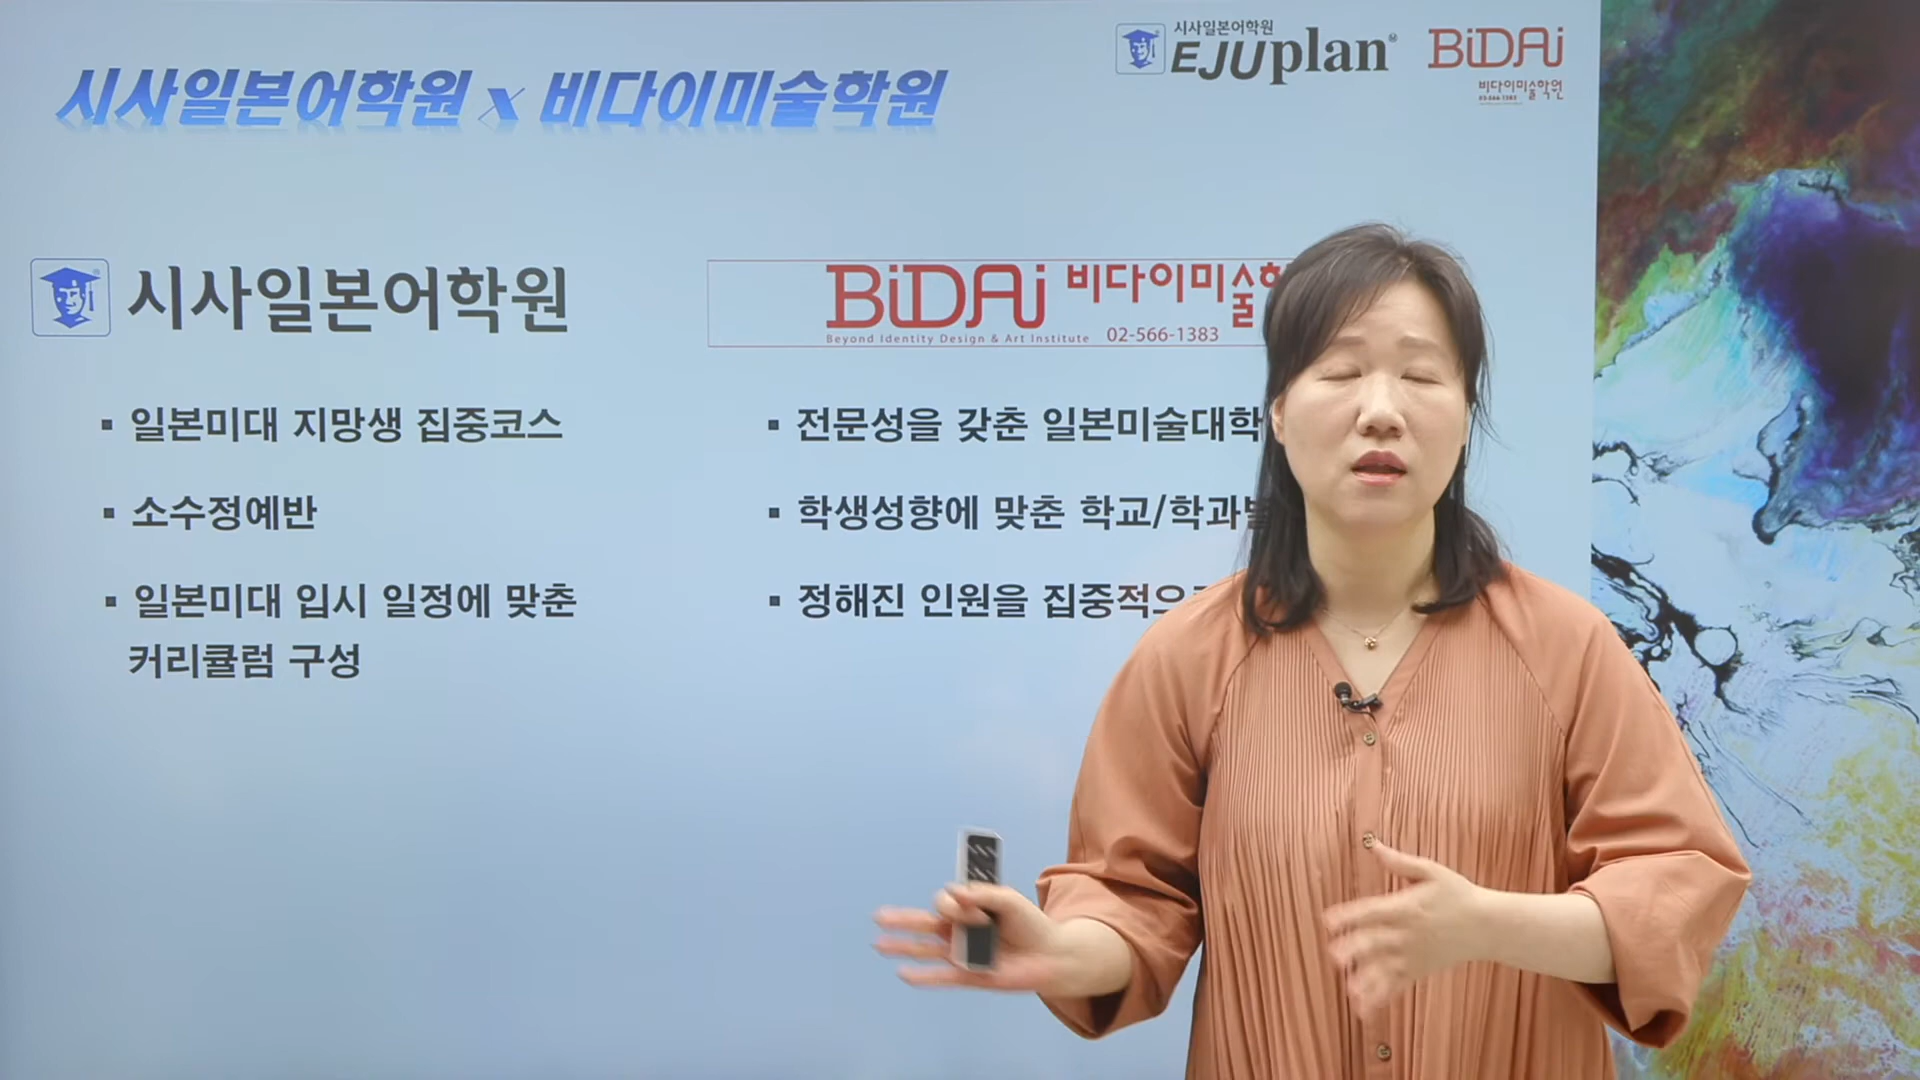 시사일본어학원 x 비다이미술학원
시사일본어학원
EJUplan
BiDAi
비다이미술학원
시사일본어학원
일본미대 지망생 집중코스
소수정예반
일본미대 입시 일정에 맞춘
커리큘럼 구성
BiDAi 비다이미술
Beyond Identity Design & Art Institute 02-566-1383
전문성을 갖춘 일본미술대학
학생성향에 맞춘 학교/학과별
정해진 인원을 집중적으로